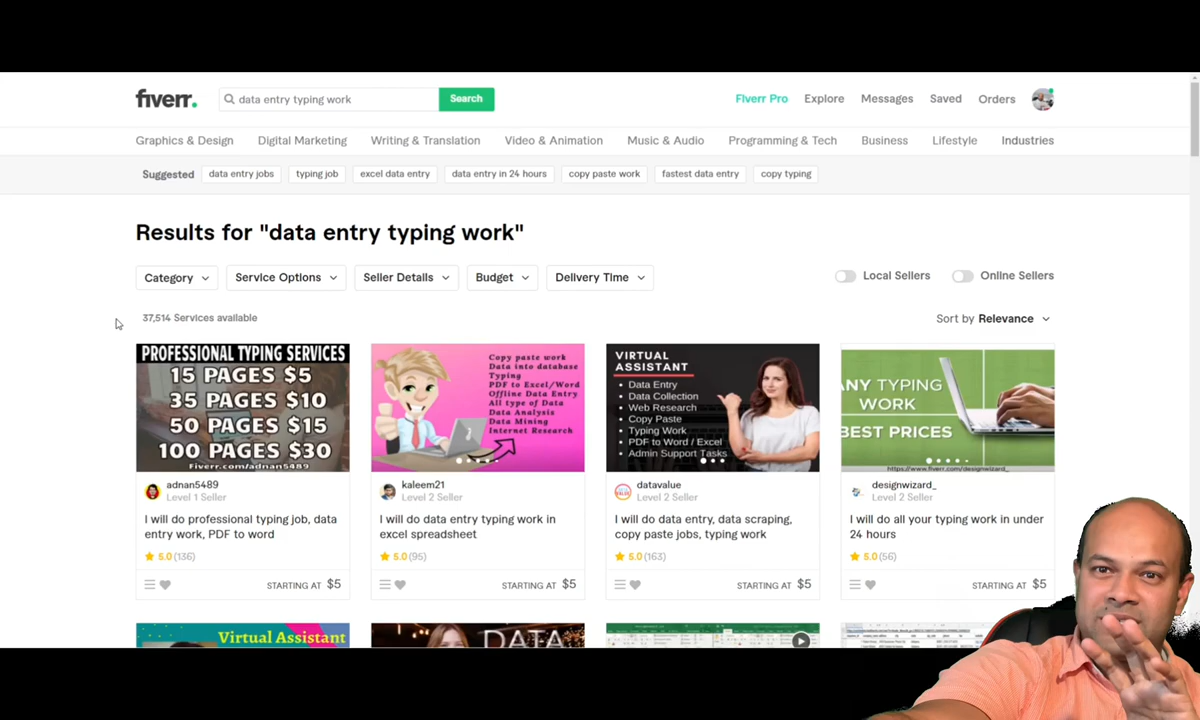 fiverr.
data entry typing work
Search
Fiverr Pro
Explore
Messages
Saved
Orders
Graphics & Design
Digital Marketing
Writing & Translation
Video & Animation
Music & Audio
Programming & Tech
Business
Lifestyle
Industries
Suggested
data entry jobs
typing job
excel data entry
data entry in 24 hours
copy paste work
fastest data entry
copy typing
Results for "data entry typing work"
Category
Service Options
Seller Details
Budget
Delivery Time
Local Sellers
Online Sellers
37,514 Services available
Sort by Relevance
PROFESSIONAL TYPING SERVICES
15 PAGES $5
35 PAGES $10
50 PAGES $15
100 PAGES $30
Fiverr.com/adnan5489
adnan5489
Level 1 Seller
I will do professional typing job, data
entry work, PDF to word
5.0 (136)
STARTING AT $5
Copy paste work
Data into database
Typing
PDF to Excel/Word
Offline Data Entry
All type of Data
Data Analysis
Data Mining
Internet Research
kaleem21
Level 2 Seller
I will do data entry typing work in
excel spreadsheet
5.0 (95)
STARTING AT $5
VIRTUAL
ASSISTANT
• Data Entry
• Data Collection
• Web Research
• Copy Paste
• Typing Work
• PDF to Word / Excel
• Admin Support Tasks
datavalue
Level 2 Seller
I will do data entry, data scraping,
copy paste jobs, typing work
5.0 (163)
STARTING AT $5
ANY TYPING
WORK
BEST PRICES
https://www.fiverr.com/designwizard_
designwizard_
Level 2 Seller
I will do all your typing work in under
24 hours
5.0 (56)
STARTING AT $5
Virtual Assistant
DATA